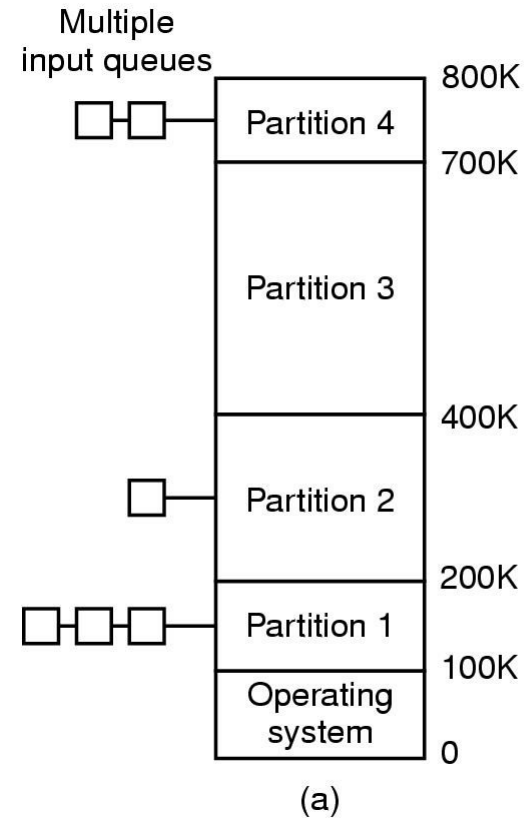 Multiple
input queues
800K
Partition 4
700K
Partition 3
400K
Partition 2
200K
Partition 1
100K
Operating
system
0
(a)